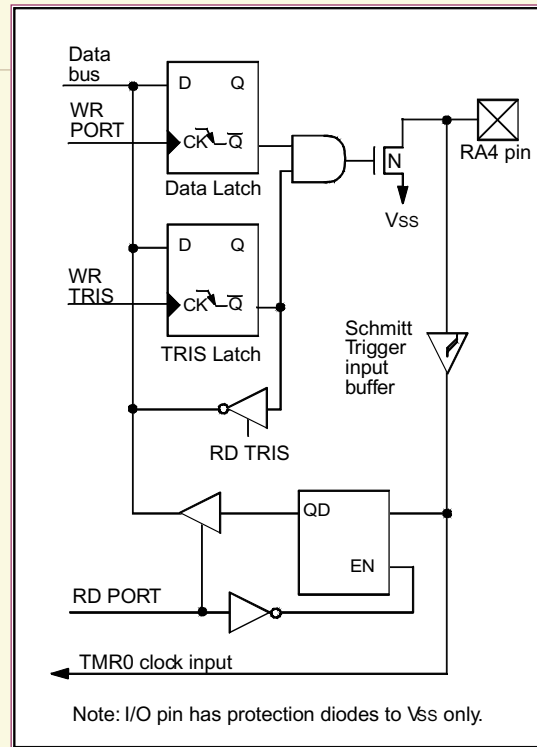 Data
bus
D Q
WR
PORT
CK Q
Data Latch
N
RA4 pin
VSS
D Q
WR
TRIS
CK Q
TRIS Latch
Schmitt
Trigger
input
buffer
RD TRIS
QD
EN
RD PORT
TMR0 clock input
Note: I/O pin has protection diodes to VSS only.